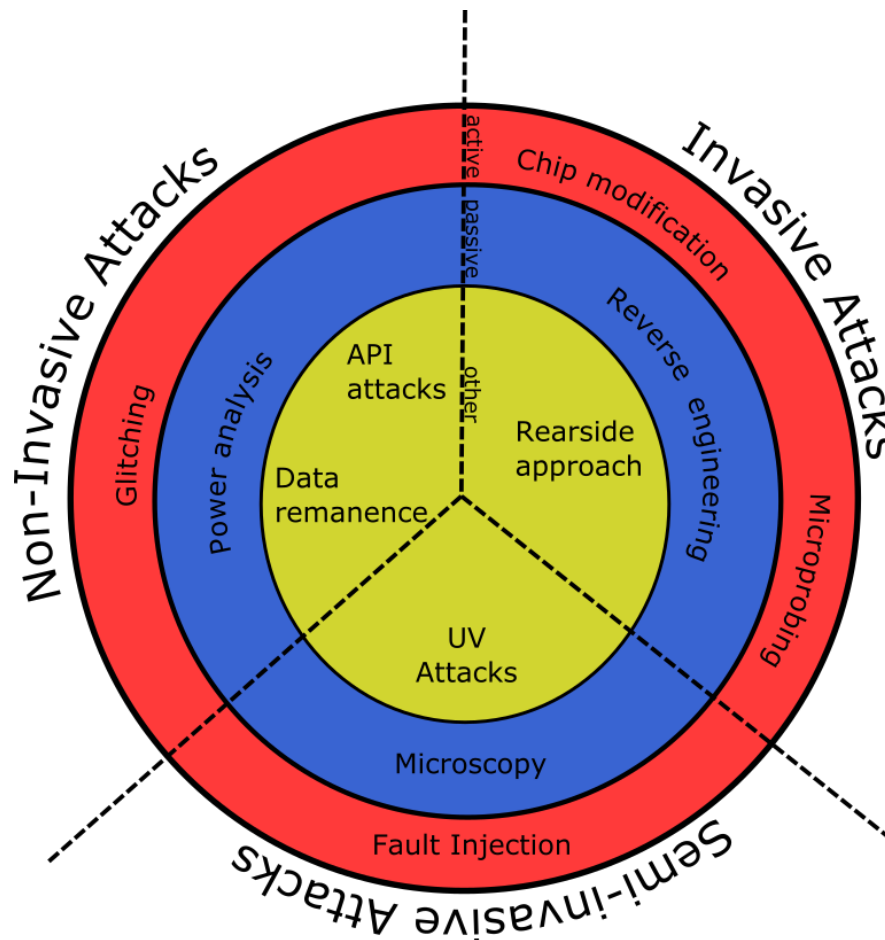 Non-Invasive Attacks
Invasive Attacks
Semi-invasive Attacks
active
passive
other
Chip modification
Microprobing
Reverse engineering
Glitching
Power analysis
API
attacks
Data
remanence
Rearside
approach
UV
Attacks
Microscopy
Fault Injection